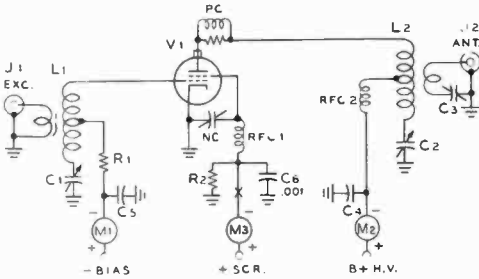 PC
L2
J2
ANT.
V1
J1
EXC.
L1
RFC2
C3
NC
RFC1
C2
R1
C1
R2
C6
.001
C5
C4
-
M1
+
-
M3
+
-
M2
+
- BIAS
+ SCR.
B+ H.V.